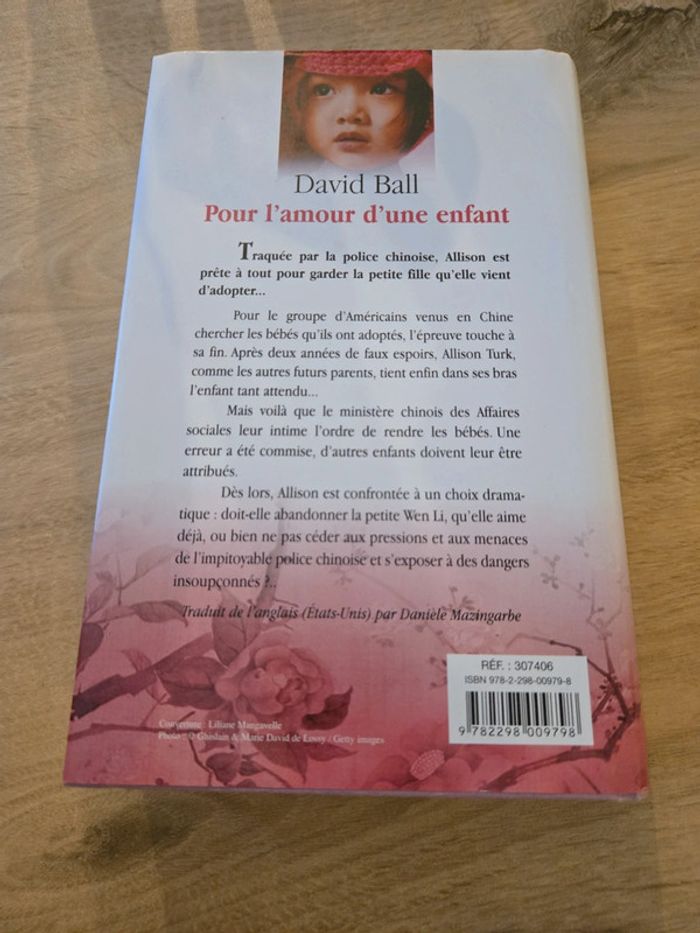 David Ball
Pour l'amour d'une enfant
Traquée par la police chinoise, Allison est
prête à tout pour garder la petite fille qu'elle vient
d'adopter...
Pour le groupe d'Américains venus en Chine
chercher les bébés qu'ils ont adoptés, l'épreuve touche à
sa fin. Après deux années de faux espoirs, Allison Turk,
comme les autres futurs parents, tient enfin dans ses bras
l'enfant tant attendu...
Mais voilà que le ministère chinois des Affaires
sociales leur intime l'ordre de rendre les bébés. Une
erreur a été commise, d'autres enfants doivent leur être
attribués.
Dès lors, Allison est confrontée à un choix drama-
tique : doit-elle abandonner la petite Wen Li, qu'elle aime
déjà, ou bien ne pas céder aux pressions et aux menaces
de l'impitoyable police chinoise et s'exposer à des dangers
insoupçonnés ?..
Traduit de l'anglais (États-Unis) par Danièle Mazingarbe
RÉF. : 307406
ISBN 978-2-298-00979-8
9 782298 009798
Couverture : Liliane Mangavelle
Photo : © Ghislain & Marie David de Lossy / Getty images